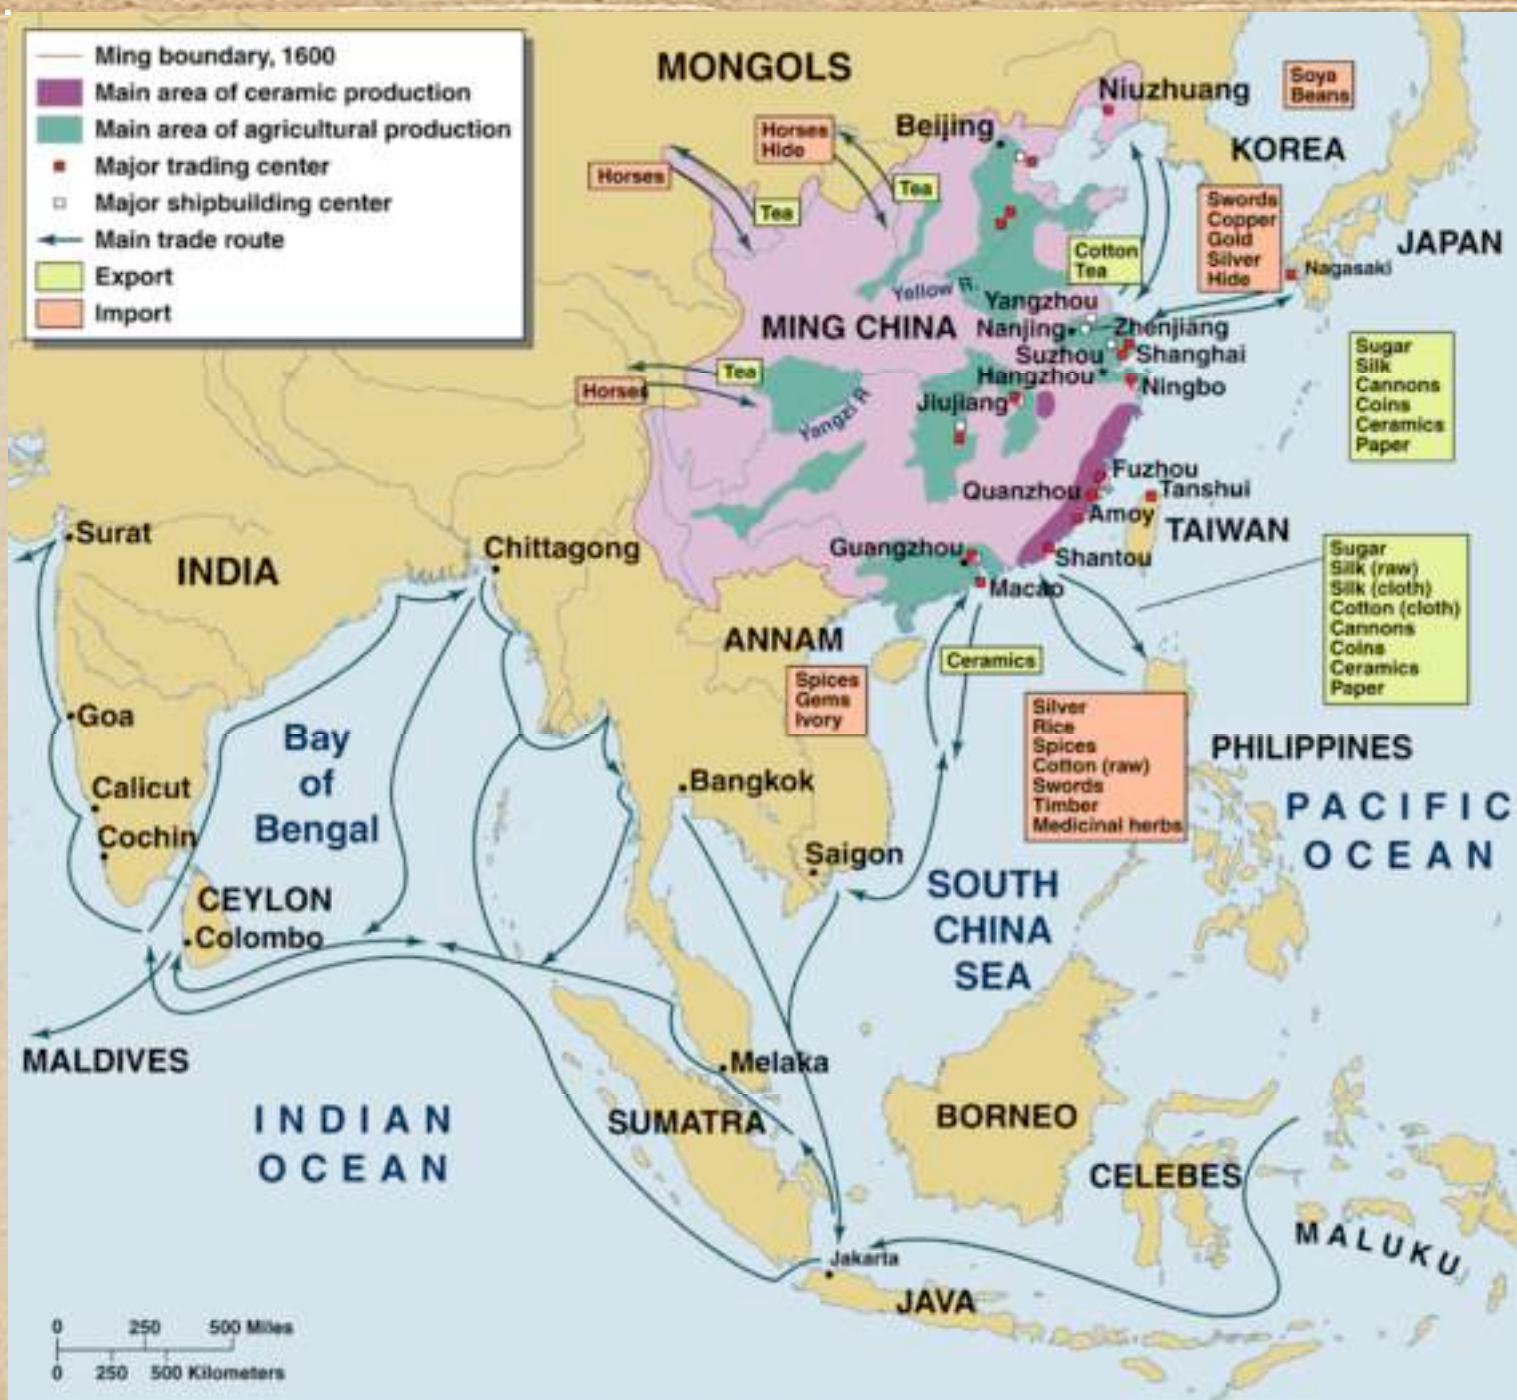 Ming boundary, 1600
Main area of ceramic production
Main area of agricultural production
Major trading center
Major shipbuilding center
Main trade route
Export
Import
MONGOLS
Niuzhuang
Soya
Beans
Beijing
KOREA
Horses
Hide
Horses
Tea
Tea
Swords
Copper
Gold
Silver
Hide
JAPAN
Nagasaki
Cotton
Tea
Yellow R.
Yangzhou
MING CHINA
Nanjing
Zhenjiang
Suzhou
Shanghai
Hangzhou
Ningbo
Jiujiang
Tea
Horses
Yangzi R
Sugar
Silk
Cannons
Coins
Ceramics
Paper
Fuzhou
Quanzhou
Tanshui
Amoy
TAIWAN
Guangzhou
Shantou
Macao
Surat
INDIA
Chittagong
Sugar
Silk (raw)
Silk (cloth)
Cotton (cloth)
Cannons
Coins
Ceramics
Paper
ANNAM
Ceramics
Spices
Gems
Ivory
Silver
Rice
Spices
Cotton (raw)
Swords
Timber
Medicinal herbs
Goa
Bay
of
Bengal
Calicut
Cochin
Bangkok
PHILIPPINES
PACIFIC
OCEAN
Saigon
SOUTH
CHINA
SEA
CEYLON
Colombo
MALDIVES
Melaka
INDIAN
OCEAN
SUMATRA
BORNEO
CELEBES
MALUKU
Jakarta
JAVA
0 250 500 Miles
0 250 500 Kilometers